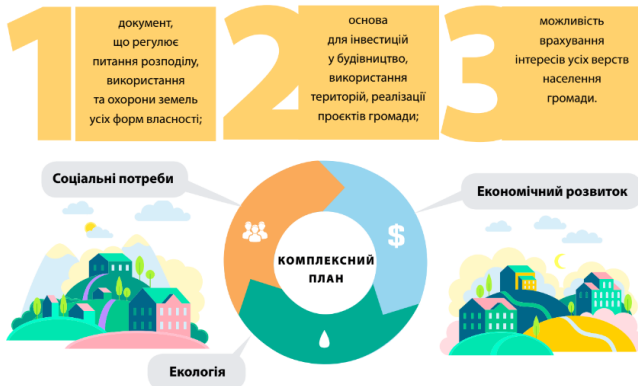 1
документ,
що регулює
питання розподілу,
використання
та охорони земель
усіх форм власності;
2
основа
для інвестицій
у будівництво,
використання
територій, реалізації
проєктів громади;
3
можливість
врахування
інтересів усіх верств
населення
громади.
Соціальні потреби
Економічний розвиток
$
КОМПЛЕКСНИЙ
ПЛАН
Екологія